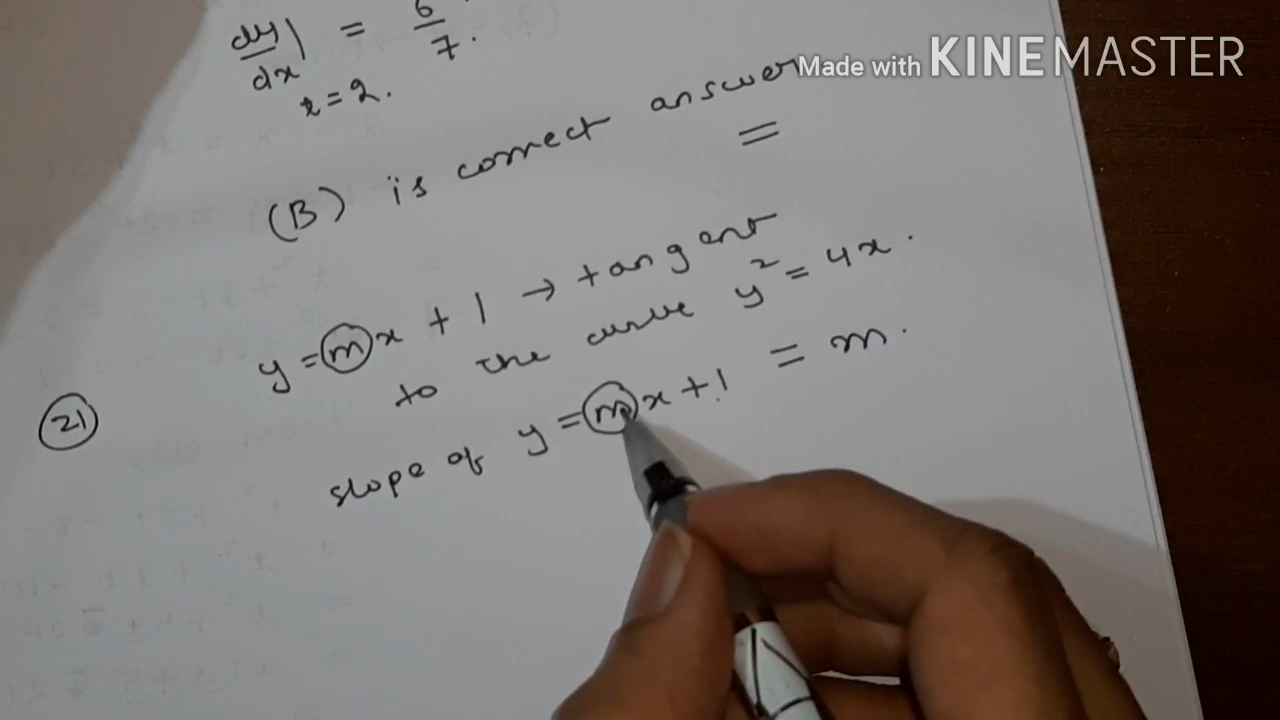 dy/dx| x=2. = 6/7.
Made with KINEMASTER
(B) is correct answer
=
(21) y = mx + 1 → tangent
to the curve y² = 4x.
slope of y = mx + 1 = m.